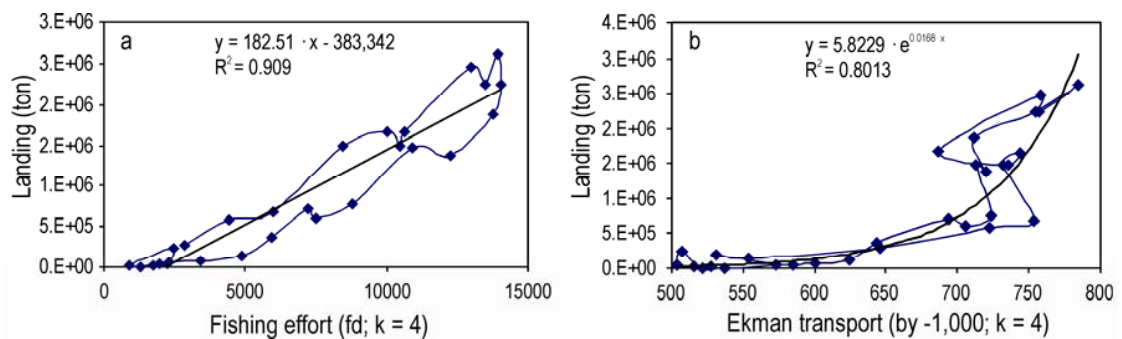 a
y = 182.51 · x - 383,342
R² = 0.909
Landing (ton)
3.E+06
3.E+06
2.E+06
2.E+06
1.E+06
5.E+05
0.E+00
0
5000
10000
15000
Fishing effort (fd; k = 4)
b
y = 5.8229 · e^0.0168 · x
R² = 0.8013
Landing (ton)
4.E+06
3.E+06
3.E+06
2.E+06
2.E+06
1.E+06
5.E+05
0.E+00
500
550
600
650
700
750
800
Ekman transport (by -1,000; k = 4)